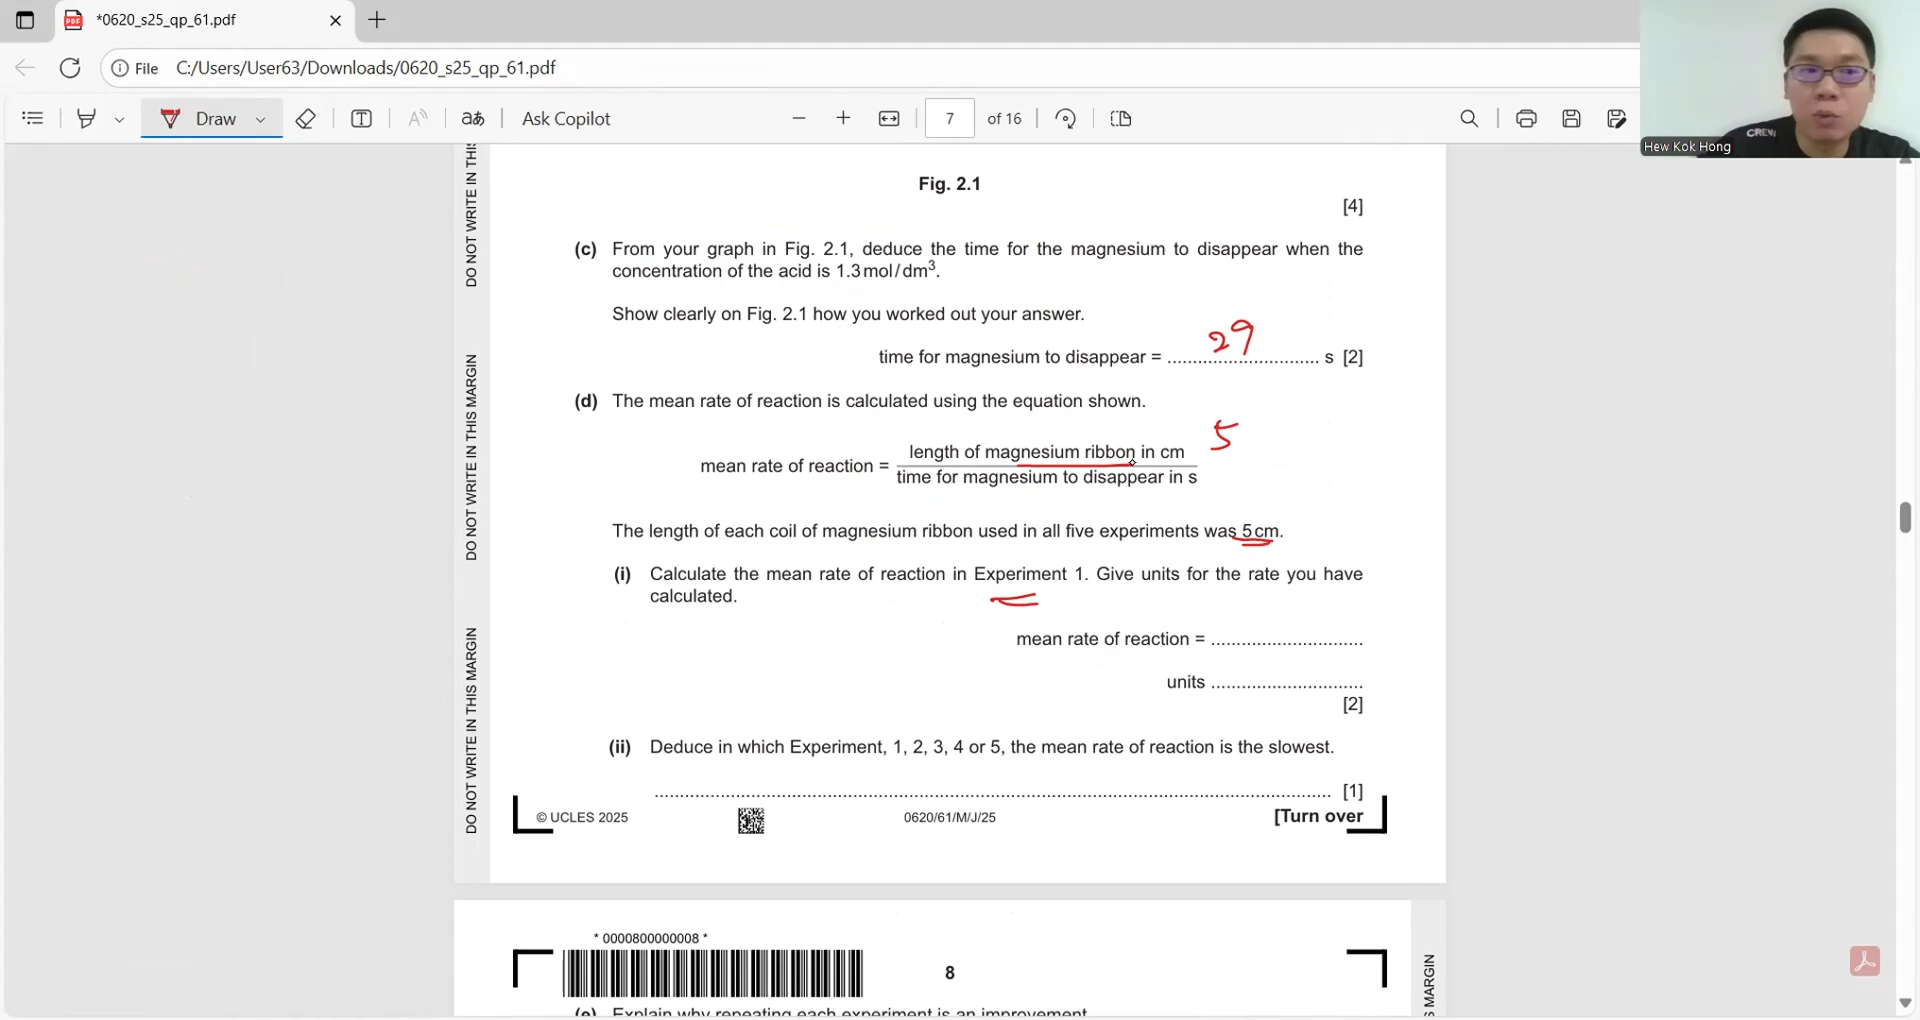 *0620_s25_qp_61.pdf
File C:/Users/User63/Downloads/0620_s25_qp_61.pdf
Draw
Ask Copilot
7 of 16
CREW
Hew Kok Hong
DO NOT WRITE IN THIS
DO NOT WRITE IN THIS MARGIN
DO NOT WRITE IN THIS MARGIN
Fig. 2.1
[4]
(c) From your graph in Fig. 2.1, deduce the time for the magnesium to disappear when the
concentration of the acid is 1.3 mol/dm³.
Show clearly on Fig. 2.1 how you worked out your answer.
29
time for magnesium to disappear = .............................. s [2]
(d) The mean rate of reaction is calculated using the equation shown.
5
mean rate of reaction =
length of magnesium ribbon in cm
time for magnesium to disappear in s
The length of each coil of magnesium ribbon used in all five experiments was 5 cm.
(i) Calculate the mean rate of reaction in Experiment 1. Give units for the rate you have
calculated.
mean rate of reaction = ..............................
units ..............................
[2]
(ii) Deduce in which Experiment, 1, 2, 3, 4 or 5, the mean rate of reaction is the slowest.
.............................................................................................................................. [1]
© UCLES 2025
0620/61/M/J/25
[Turn over
* 0000800000008 *
8
MARGIN
(e) Explain why repeating each experiment is an improvement.